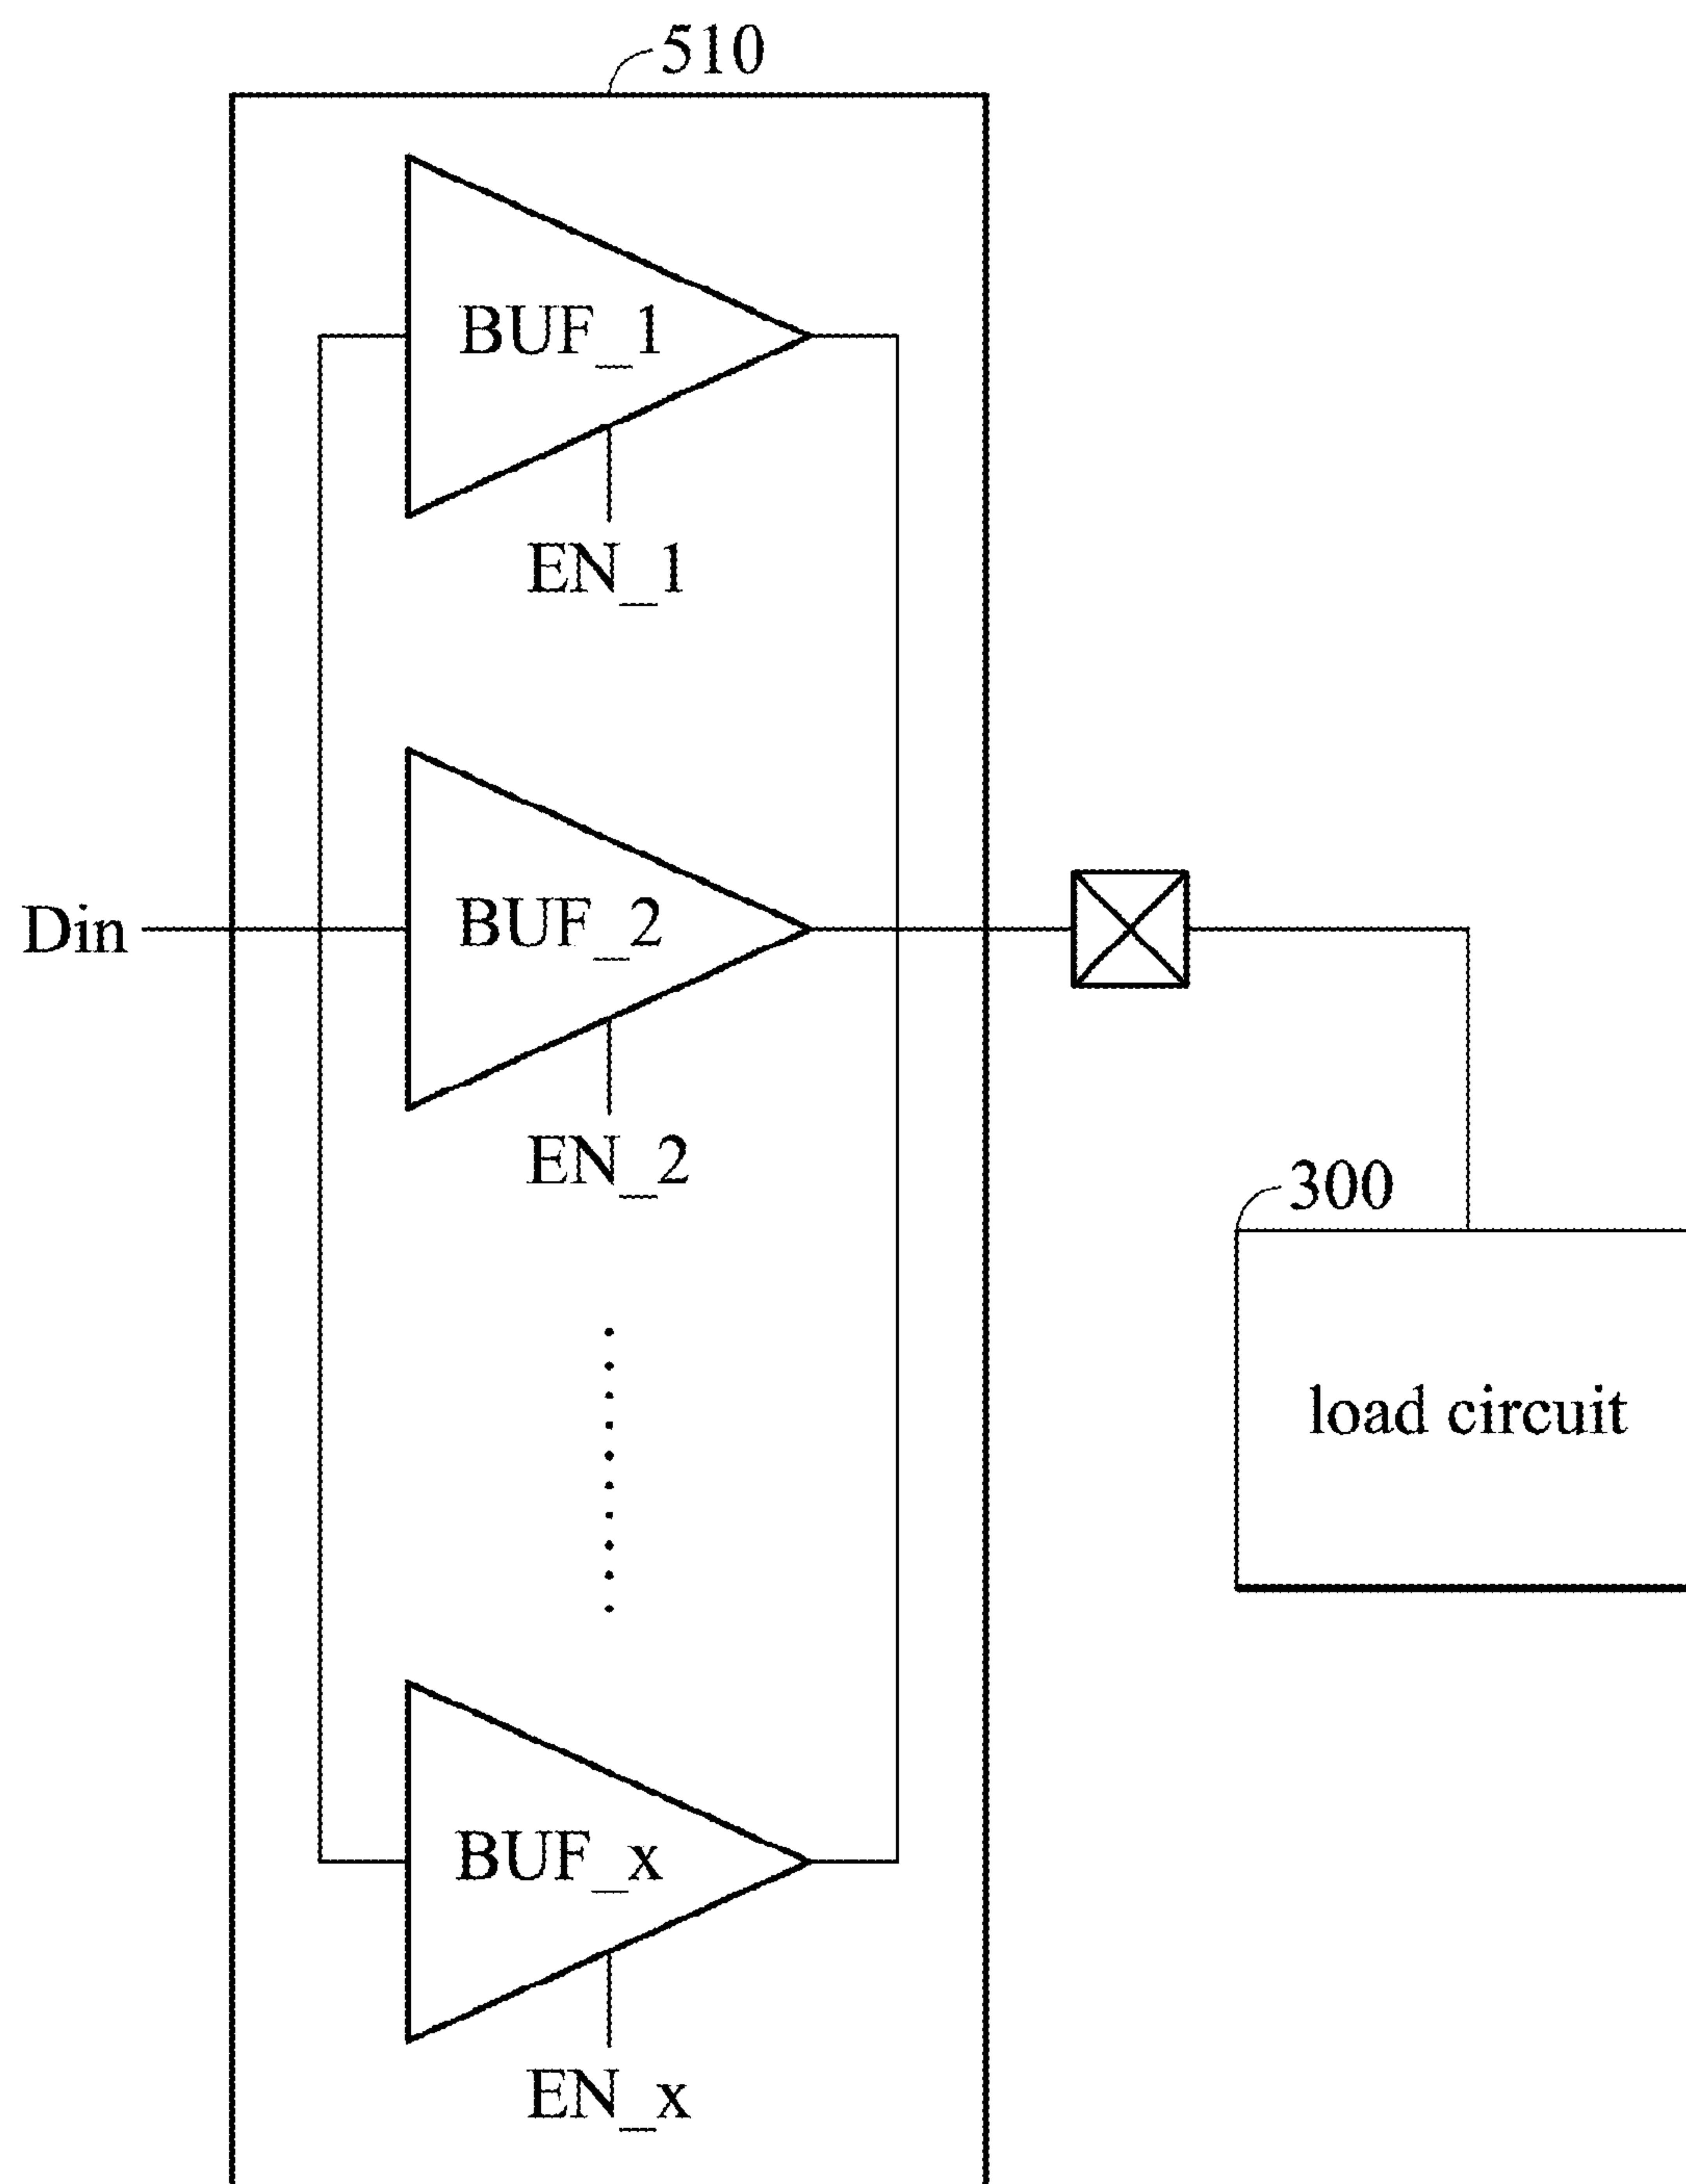 510
BUF_1
EN_1
Din
BUF_2
EN_2
300
load circuit
BUF_x
EN_x